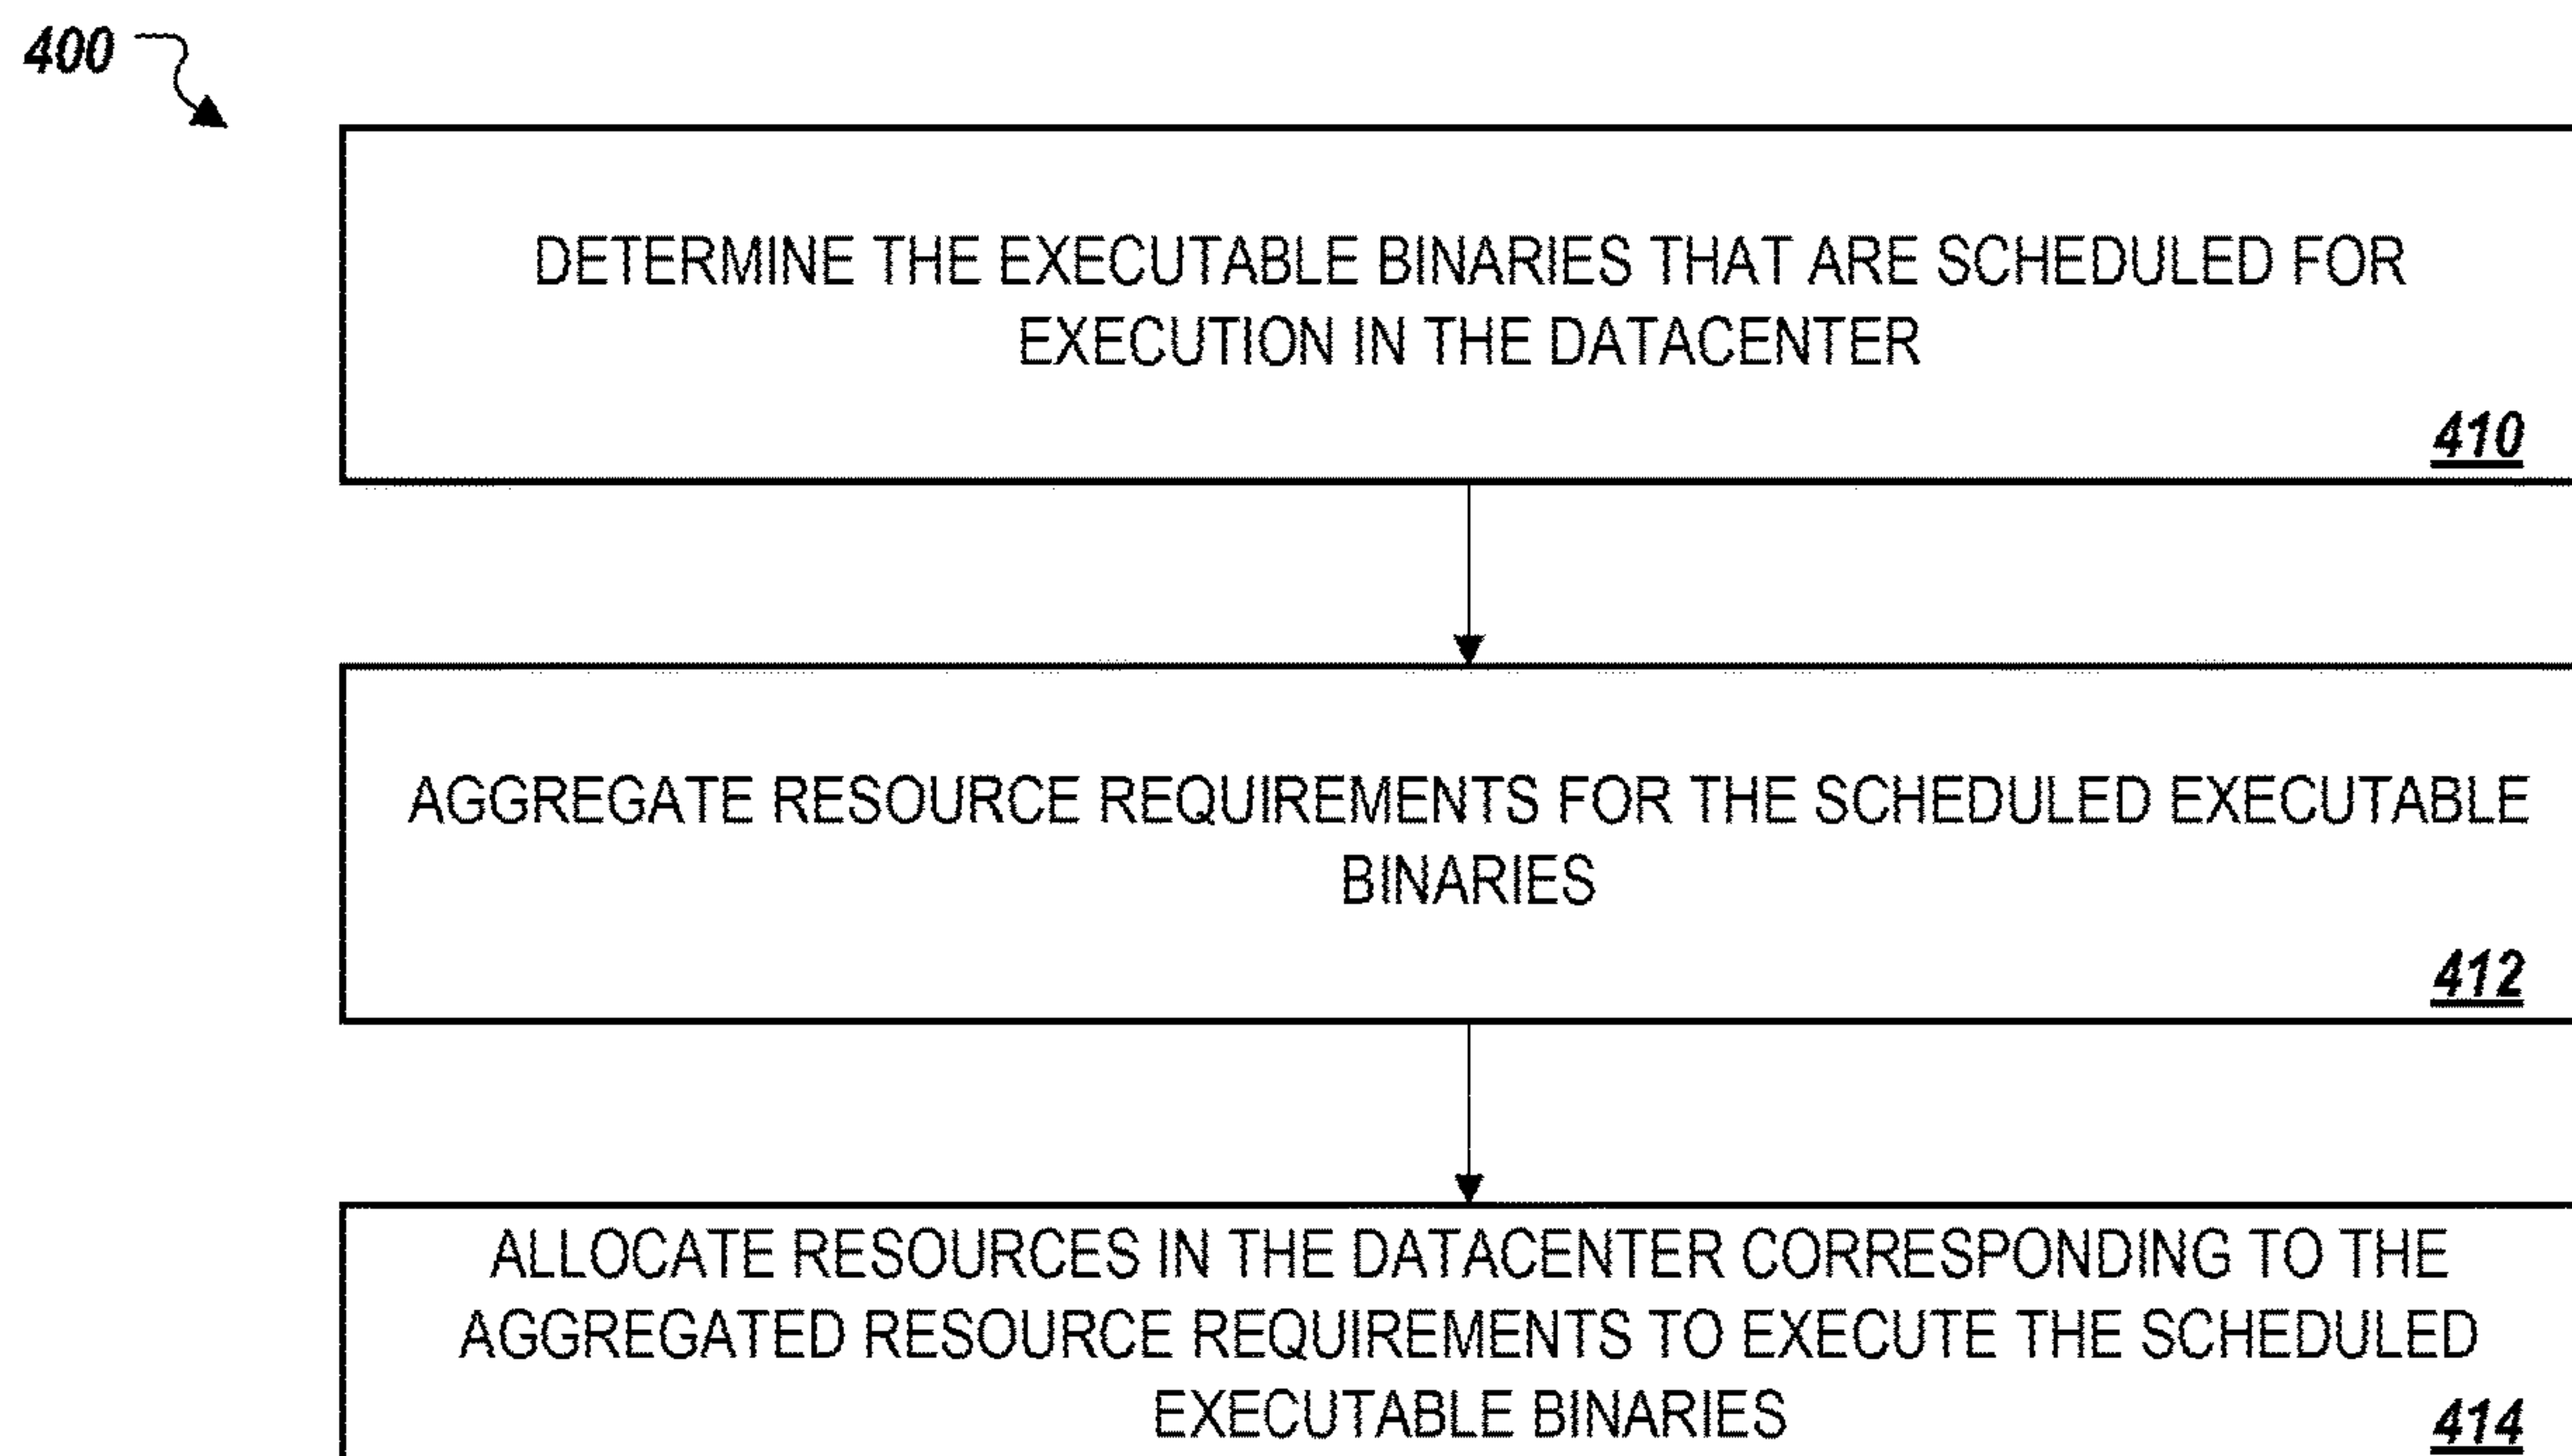 400
DETERMINE THE EXECUTABLE BINARIES THAT ARE SCHEDULED FOR
EXECUTION IN THE DATACENTER
410
AGGREGATE RESOURCE REQUIREMENTS FOR THE SCHEDULED EXECUTABLE
BINARIES
412
ALLOCATE RESOURCES IN THE DATACENTER CORRESPONDING TO THE
AGGREGATED RESOURCE REQUIREMENTS TO EXECUTE THE SCHEDULED
EXECUTABLE BINARIES
414